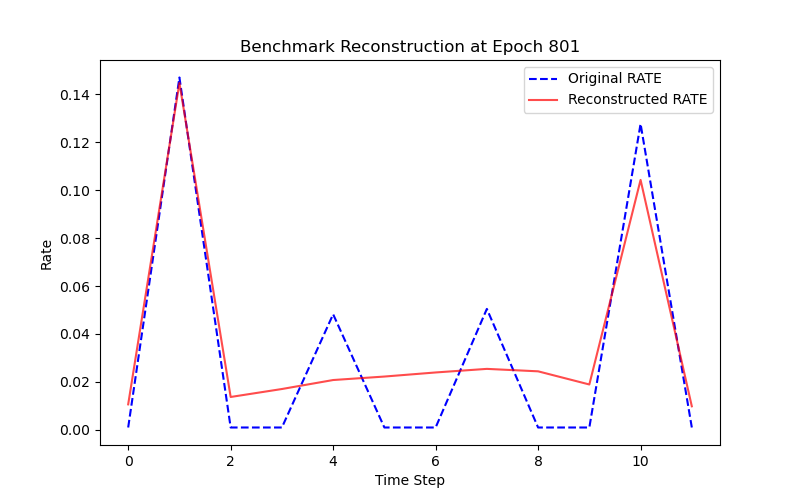 Benchmark Reconstruction at Epoch 801
Original RATE
Reconstructed RATE
0.14
0.12
0.10
0.08
0.06
0.04
0.02
0.00
Rate
0 2 4 6 8 10
Time Step